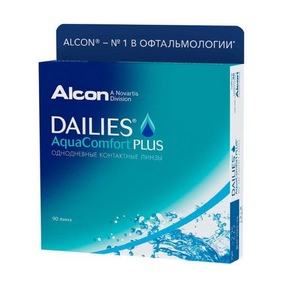 ALCON® – № 1 В ОФТАЛЬМОЛОГИИ*
Alcon
A Novartis
Division
DAILIES®
AquaComfort PLUS
ОДНОДНЕВНЫЕ КОНТАКТНЫЕ ЛИНЗЫ
90 линз